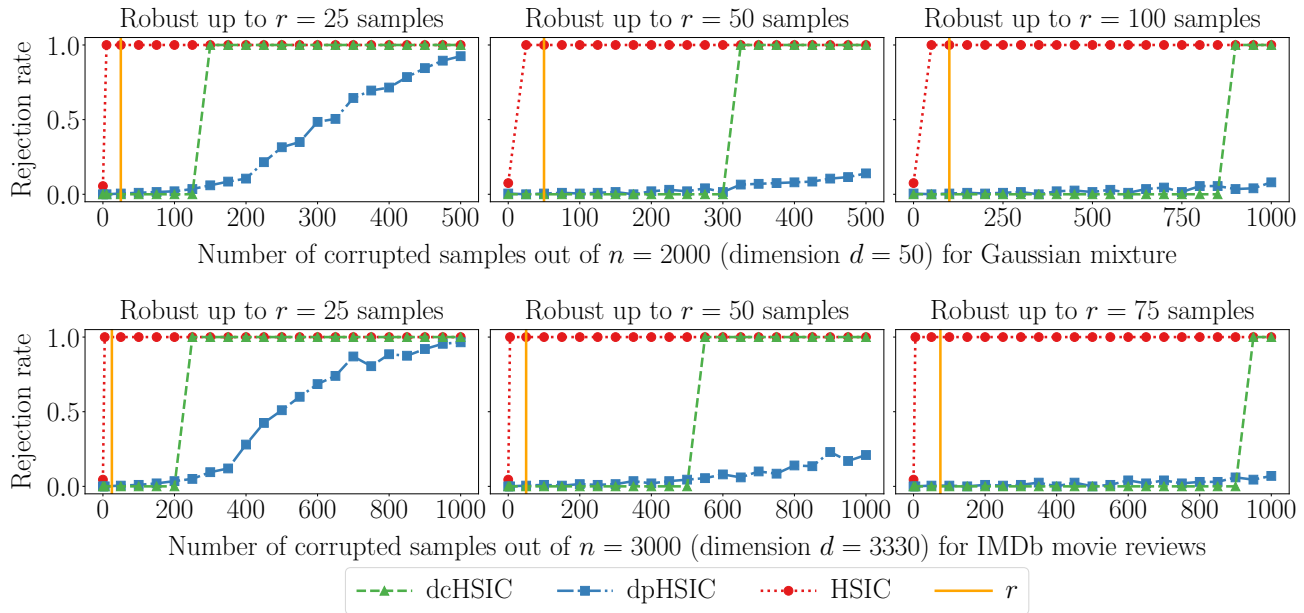 Robust up to r = 25 samples
Robust up to r = 50 samples
Robust up to r = 100 samples
Rejection rate
1.0
0.5
0.0
0 100 200 300 400 500
0 100 200 300 400 500
0 250 500 750 1000
Number of corrupted samples out of n = 2000 (dimension d = 50) for Gaussian mixture
Robust up to r = 25 samples
Robust up to r = 50 samples
Robust up to r = 75 samples
Rejection rate
1.0
0.5
0.0
0 200 400 600 800 1000
0 200 400 600 800 1000
0 200 400 600 800 1000
Number of corrupted samples out of n = 3000 (dimension d = 3330) for IMDb movie reviews
dcHSIC dpHSIC HSIC r